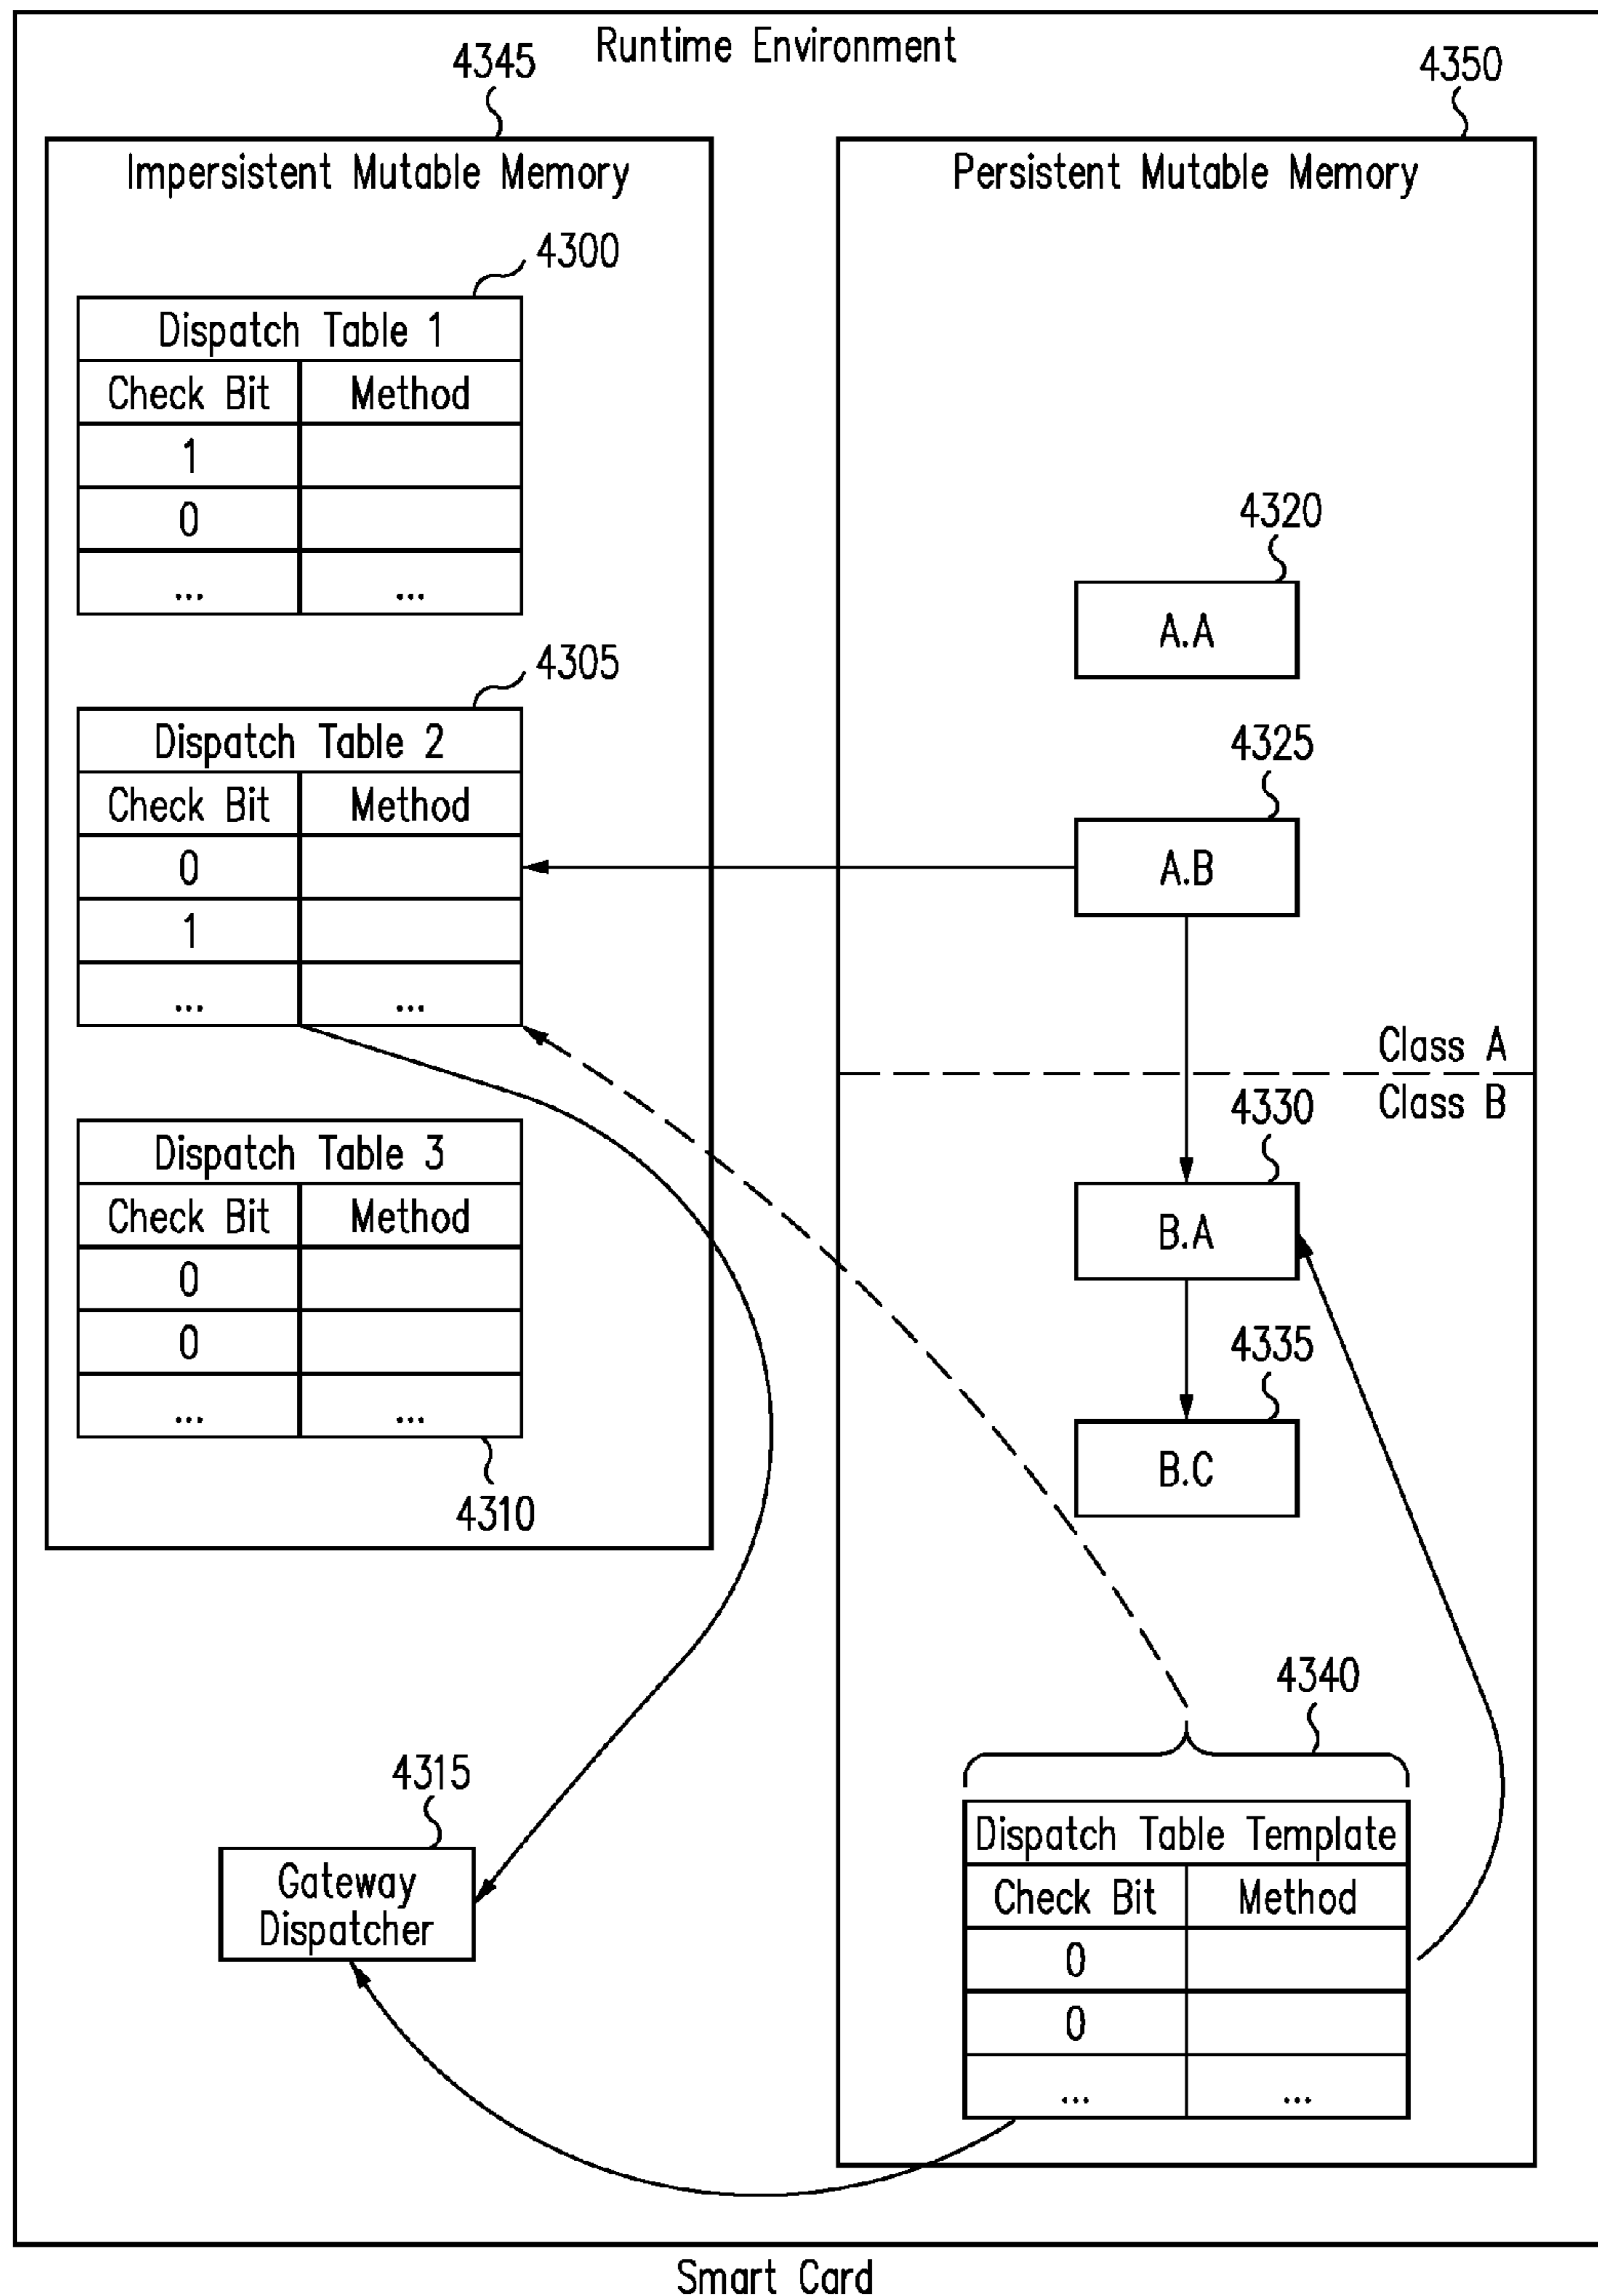 Runtime Environment
4345
4350
Impersistent Mutable Memory
4300
Dispatch Table 1
Check Bit Method
1
0
... ...
4305
Dispatch Table 2
Check Bit Method
0
1
... ...
Dispatch Table 3
Check Bit Method
0
0
... ...
4310
4315
Gateway
Dispatcher
Persistent Mutable Memory
4320
A.A
4325
A.B
Class A
Class B
4330
B.A
4335
B.C
4340
Dispatch Table Template
Check Bit Method
0
0
... ...
Smart Card